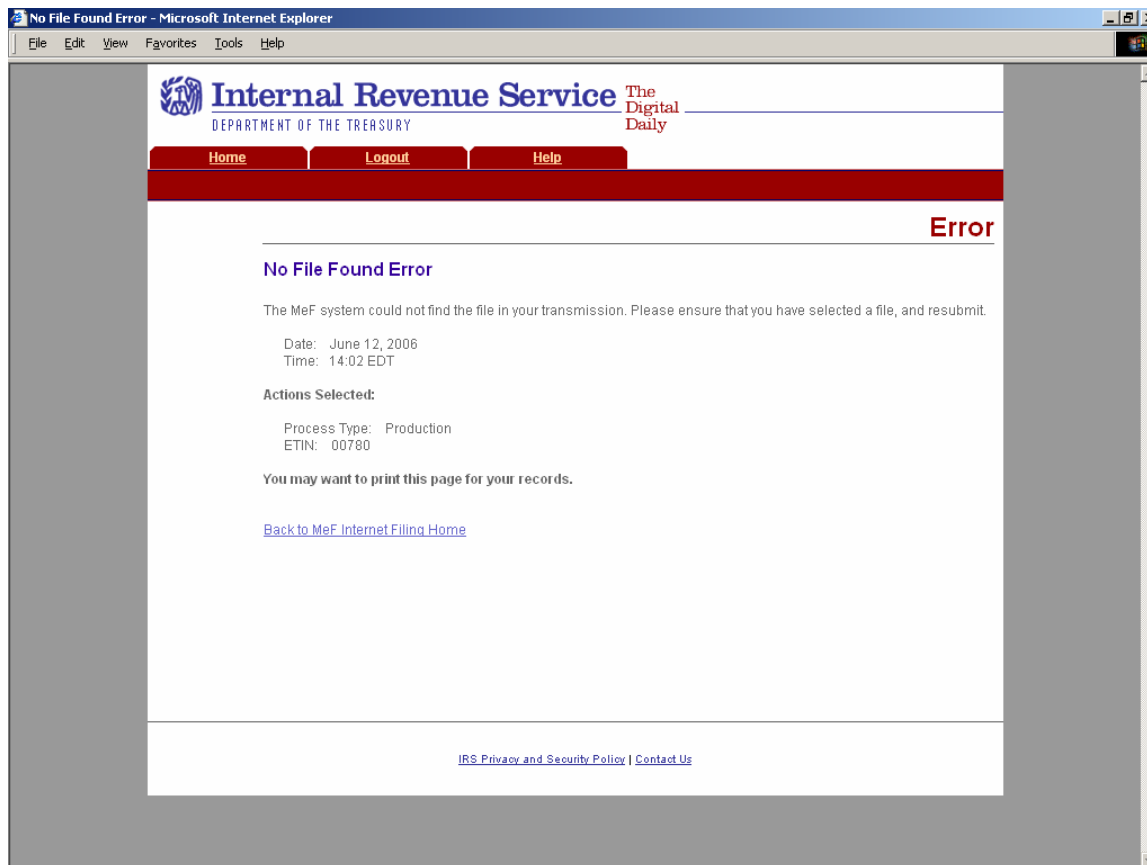 No File Found Error - Microsoft Internet Explorer
File Edit View Favorites Tools Help
Internal Revenue Service
DEPARTMENT OF THE TREASURY
The
Digital
Daily
Home Logout Help
Error
No File Found Error
The MeF system could not find the file in your transmission. Please ensure that you have selected a file, and resubmit.
Date: June 12, 2006
Time: 14:02 EDT
Actions Selected:
Process Type: Production
ETIN: 00780
You may want to print this page for your records.
Back to MeF Internet Filing Home
IRS Privacy and Security Policy | Contact Us